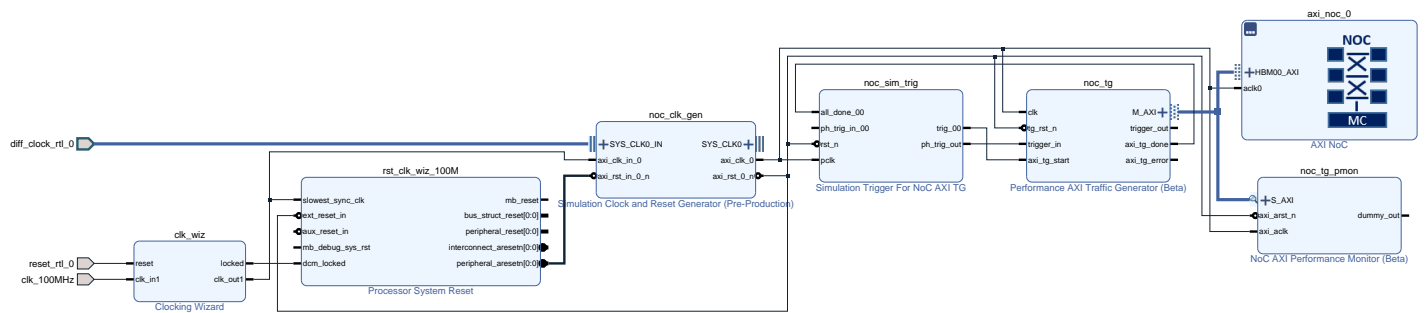 diff_clock_rtl_0
reset_rtl_0
clk_100MHz
clk_wiz
reset
clk_in1
locked
clk_out1
Clocking Wizard
rst_clk_wiz_100M
slowest_sync_clk
ext_reset_in
aux_reset_in
mb_debug_sys_rst
dcm_locked
mb_reset
bus_struct_reset[0:0]
peripheral_reset[0:0]
interconnect_aresetn[0:0]
peripheral_aresetn[0:0]
Processor System Reset
noc_clk_gen
SYS_CLK0_IN
axi_clk_in_0
axi_rst_in_0_n
SYS_CLK0
axi_clk_0
axi_rst_0_n
Simulation Clock and Reset Generator (Pre-Production)
noc_sim_trig
all_done_00
ph_trig_in_00
rst_n
pclk
trig_00
ph_trig_out
Simulation Trigger For NoC AXI TG
noc_tg
clk
tg_rst_n
trigger_in
axi_tg_start
M_AXI
trigger_out
axi_tg_done
axi_tg_error
Performance AXI Traffic Generator (Beta)
axi_noc_0
HBM00_AXI
aclk0
NOC
MC
AXI NoC
noc_tg_pmon
S_AXI
axi_arst_n
axi_aclk
dummy_out
NoC AXI Performance Monitor (Beta)